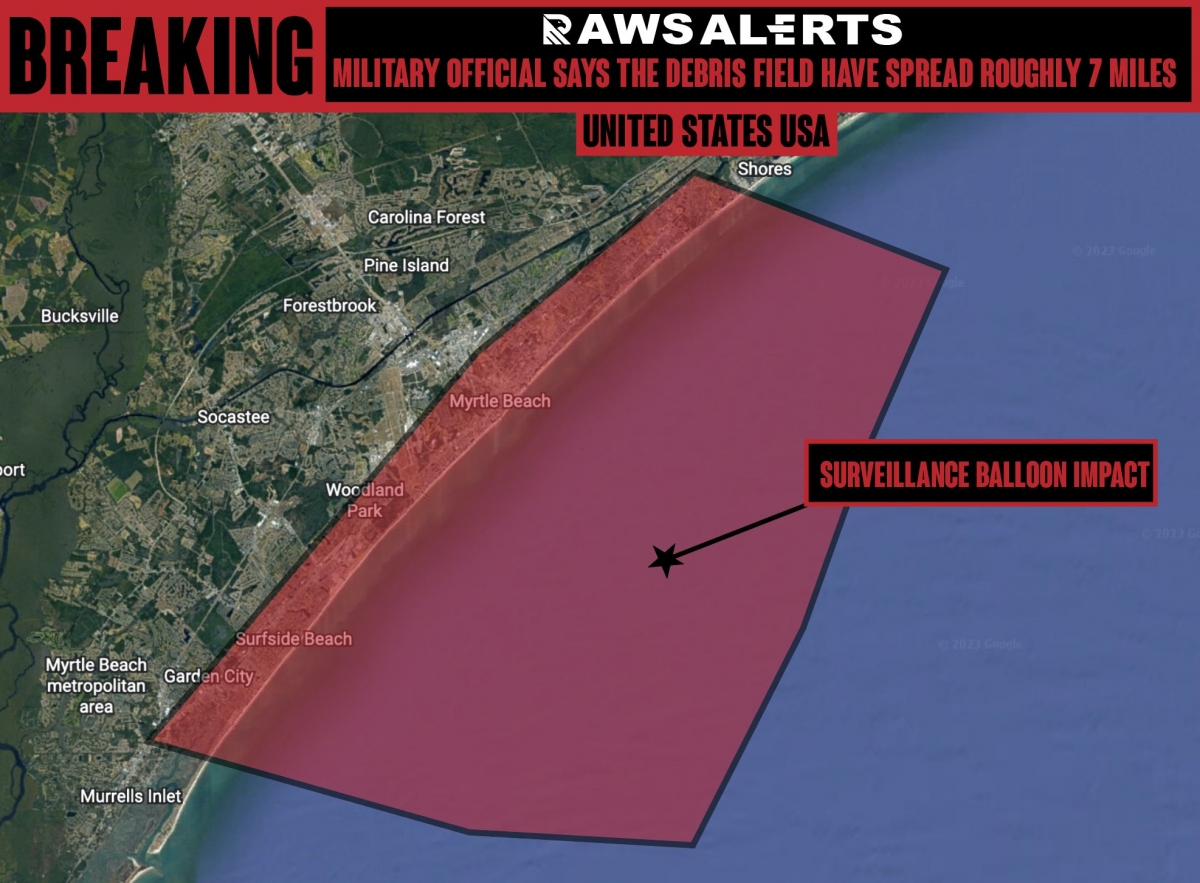 BREAKING
RAWSALERTS
MILITARY OFFICIAL SAYS THE DEBRIS FIELD HAVE SPREAD ROUGHLY 7 MILES
UNITED STATES USA
Shores
Carolina Forest
© 2023 Google
Pine Island
© 2023 Google
Forestbrook
Bucksville
Myrtle Beach
Socastee
port
SURVEILLANCE BALLOON IMPACT
Woodland
Park
© 2023 Go
Surfside Beach
© 2023 Google
Myrtle Beach
metropolitan
area
Garden City
Murrells Inlet